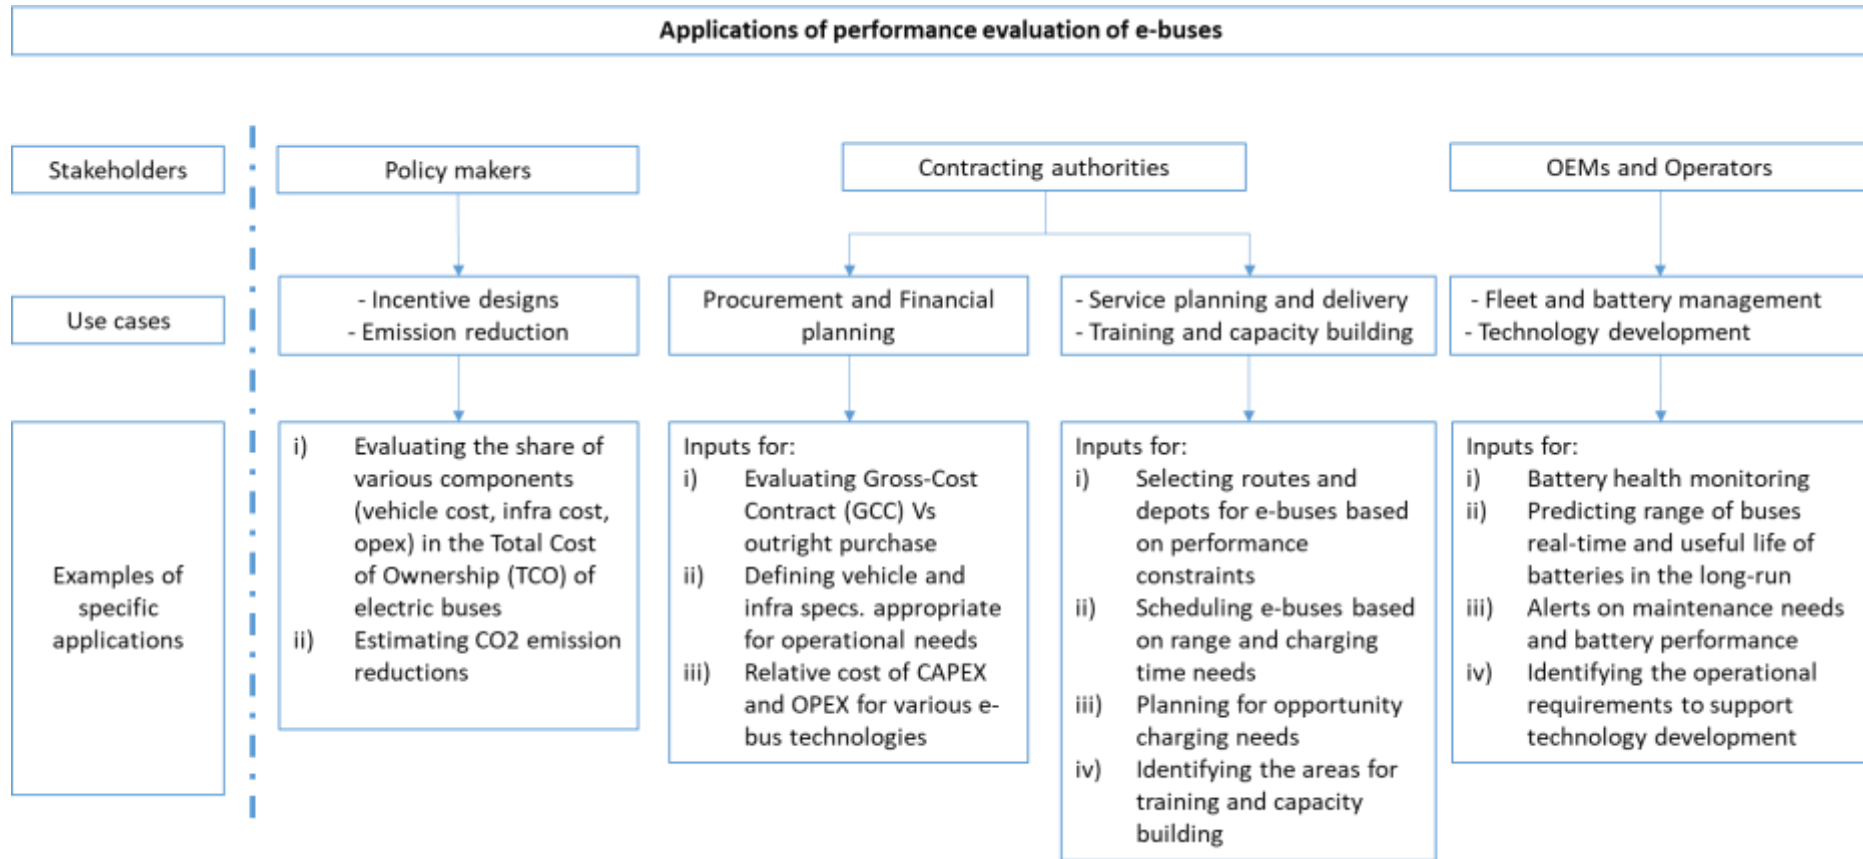 Applications of performance evaluation of e-buses
Stakeholders
Policy makers
Contracting authorities
OEMs and Operators
Use cases
- Incentive designs
- Emission reduction
Procurement and Financial
planning
- Service planning and delivery
- Training and capacity building
- Fleet and battery management
- Technology development
Examples of
specific
applications
i) Evaluating the share of
various components
(vehicle cost, infra cost,
opex) in the Total Cost
of Ownership (TCO) of
electric buses
ii) Estimating CO2 emission
reductions
Inputs for:
i) Evaluating Gross-Cost
Contract (GCC) Vs
outright purchase
ii) Defining vehicle and
infra specs. appropriate
for operational needs
iii) Relative cost of CAPEX
and OPEX for various e-
bus technologies
Inputs for:
i) Selecting routes and
depots for e-buses based
on performance
constraints
ii) Scheduling e-buses based
on range and charging
time needs
iii) Planning for opportunity
charging needs
iv) Identifying the areas for
training and capacity
building
Inputs for:
i) Battery health monitoring
ii) Predicting range of buses
real-time and useful life of
batteries in the long-run
iii) Alerts on maintenance needs
and battery performance
iv) Identifying the operational
requirements to support
technology development